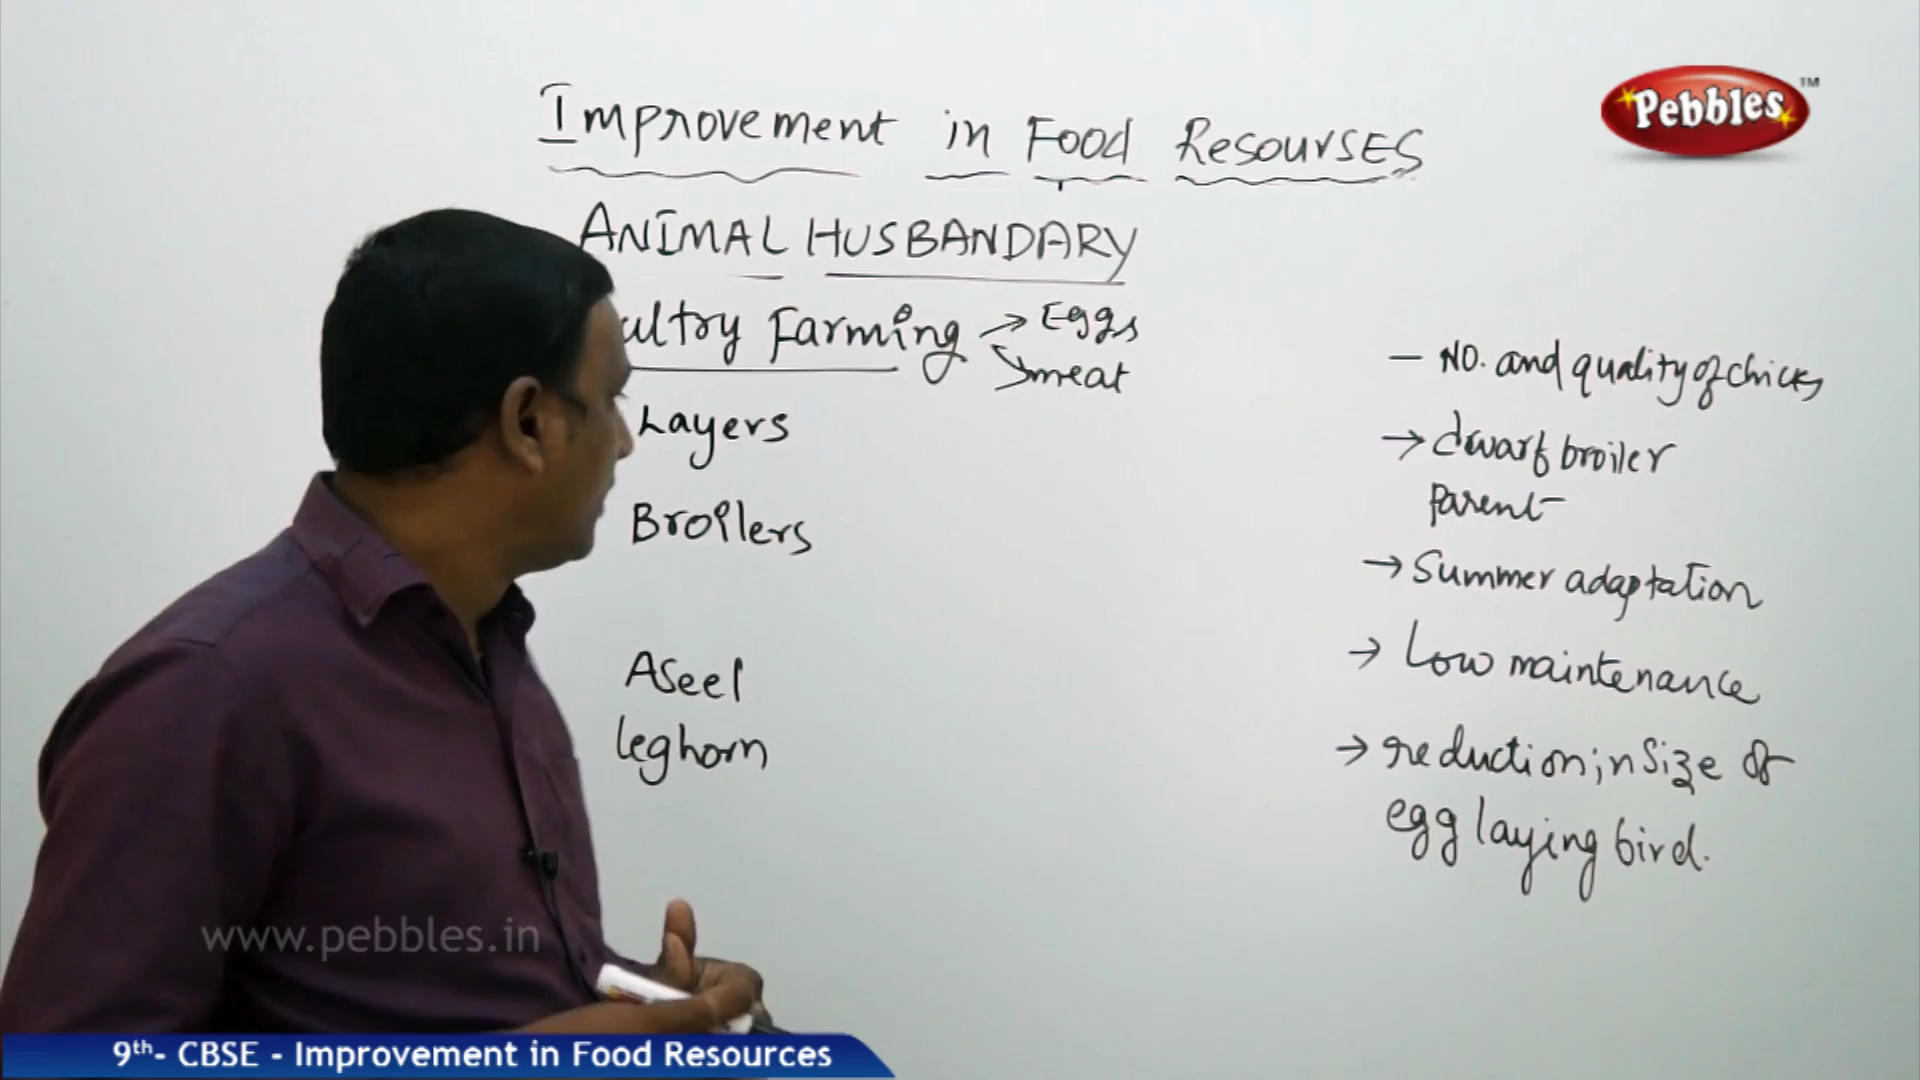 Pebbles™
Improvement in Food ResoursES
ANIMAL HUSBANDARY
ultry Farming → Eggs
→ meat
Layers
Broilers
Aseel
leghorn
— NO. and quality of chicks
→ dwarf broiler
Parent
→ Summer adaptation
→ Low maintenance
→ reduction in Size of
egg laying bird.
www.pebbles.in
9th- CBSE - Improvement in Food Resources